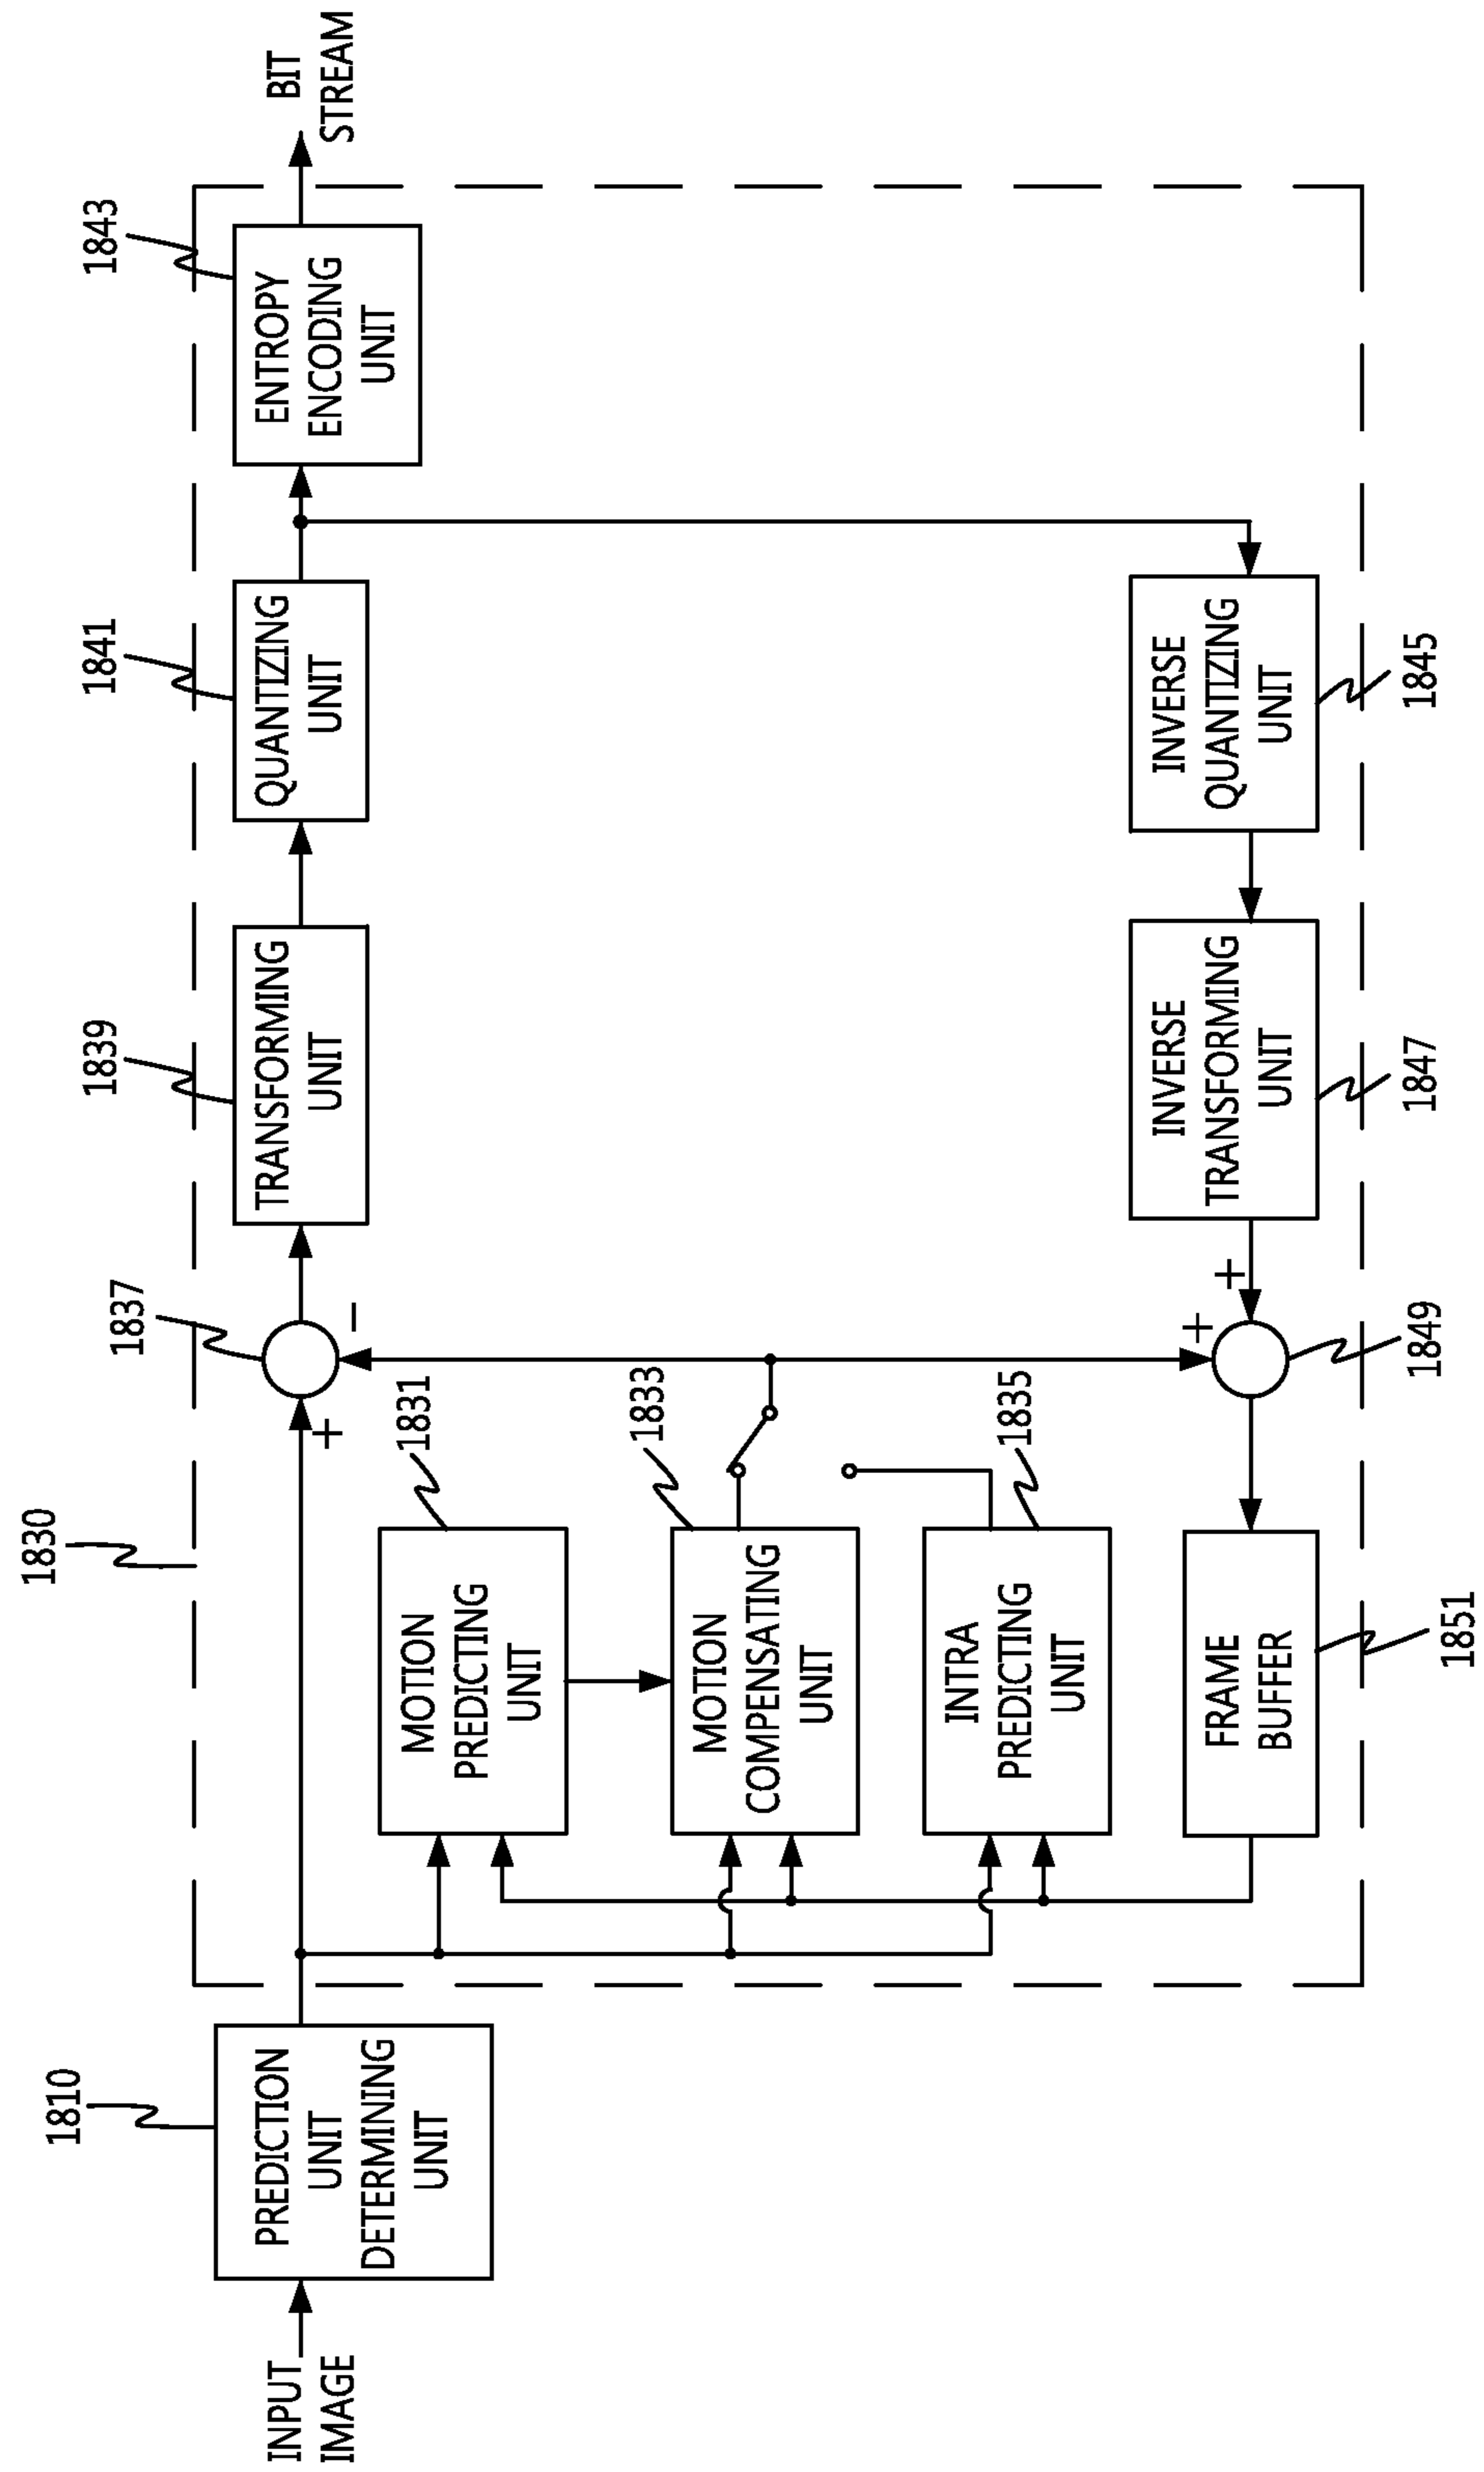 1830
1837
1839
1841
1843
1810
INPUT
IMAGE
PREDICTION
UNIT
DETERMINING
UNIT
+
−
TRANSFORMING
UNIT
QUANTIZING
UNIT
ENTROPY
ENCODING
UNIT
BIT
STREAM
1831
MOTION
PREDICTING
UNIT
1833
MOTION
COMPENSATING
UNIT
1835
INTRA
PREDICTING
UNIT
FRAME
BUFFER
+
+
INVERSE
TRANSFORMING
UNIT
INVERSE
QUANTIZING
UNIT
1851
1849
1847
1845